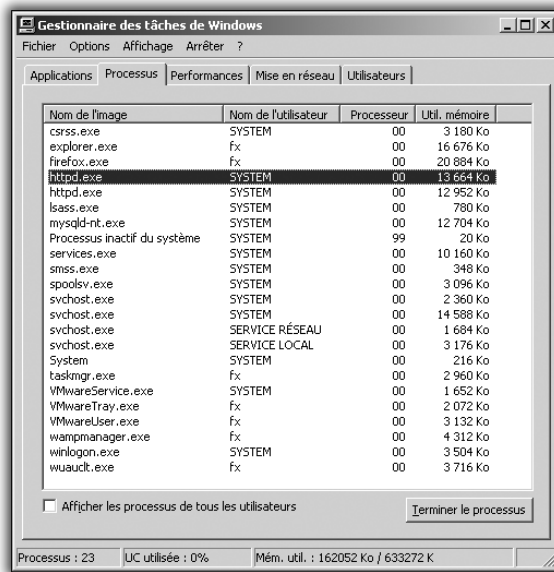 Gestionnaire des tâches de Windows
Fichier Options Affichage Arrêter ?
Applications Processus Performances Mise en réseau Utilisateurs
Nom de l'image Nom de l'utilisateur Processeur Util. mémoire
csrss.exe SYSTEM 00 3 180 Ko
explorer.exe fx 00 16 676 Ko
firefox.exe fx 00 20 884 Ko
httpd.exe SYSTEM 00 13 664 Ko
httpd.exe SYSTEM 00 12 952 Ko
lsass.exe SYSTEM 00 780 Ko
mysqld-nt.exe SYSTEM 00 12 704 Ko
Processus inactif du système SYSTEM 99 20 Ko
services.exe SYSTEM 00 10 160 Ko
smss.exe SYSTEM 00 348 Ko
spoolsv.exe SYSTEM 00 3 096 Ko
svchost.exe SYSTEM 00 2 360 Ko
svchost.exe SYSTEM 00 14 588 Ko
svchost.exe SERVICE RÉSEAU 00 1 684 Ko
svchost.exe SERVICE LOCAL 00 3 176 Ko
System SYSTEM 00 216 Ko
taskmgr.exe fx 00 2 960 Ko
VMwareService.exe SYSTEM 00 1 652 Ko
VMwareTray.exe fx 00 2 072 Ko
VMwareUser.exe fx 00 3 132 Ko
wampmanager.exe fx 00 4 312 Ko
winlogon.exe SYSTEM 00 3 504 Ko
wuauclt.exe fx 00 3 716 Ko
Afficher les processus de tous les utilisateurs Terminer le processus
Processus : 23 UC utilisée : 0% Mém. util. : 162052 Ko / 633272 K